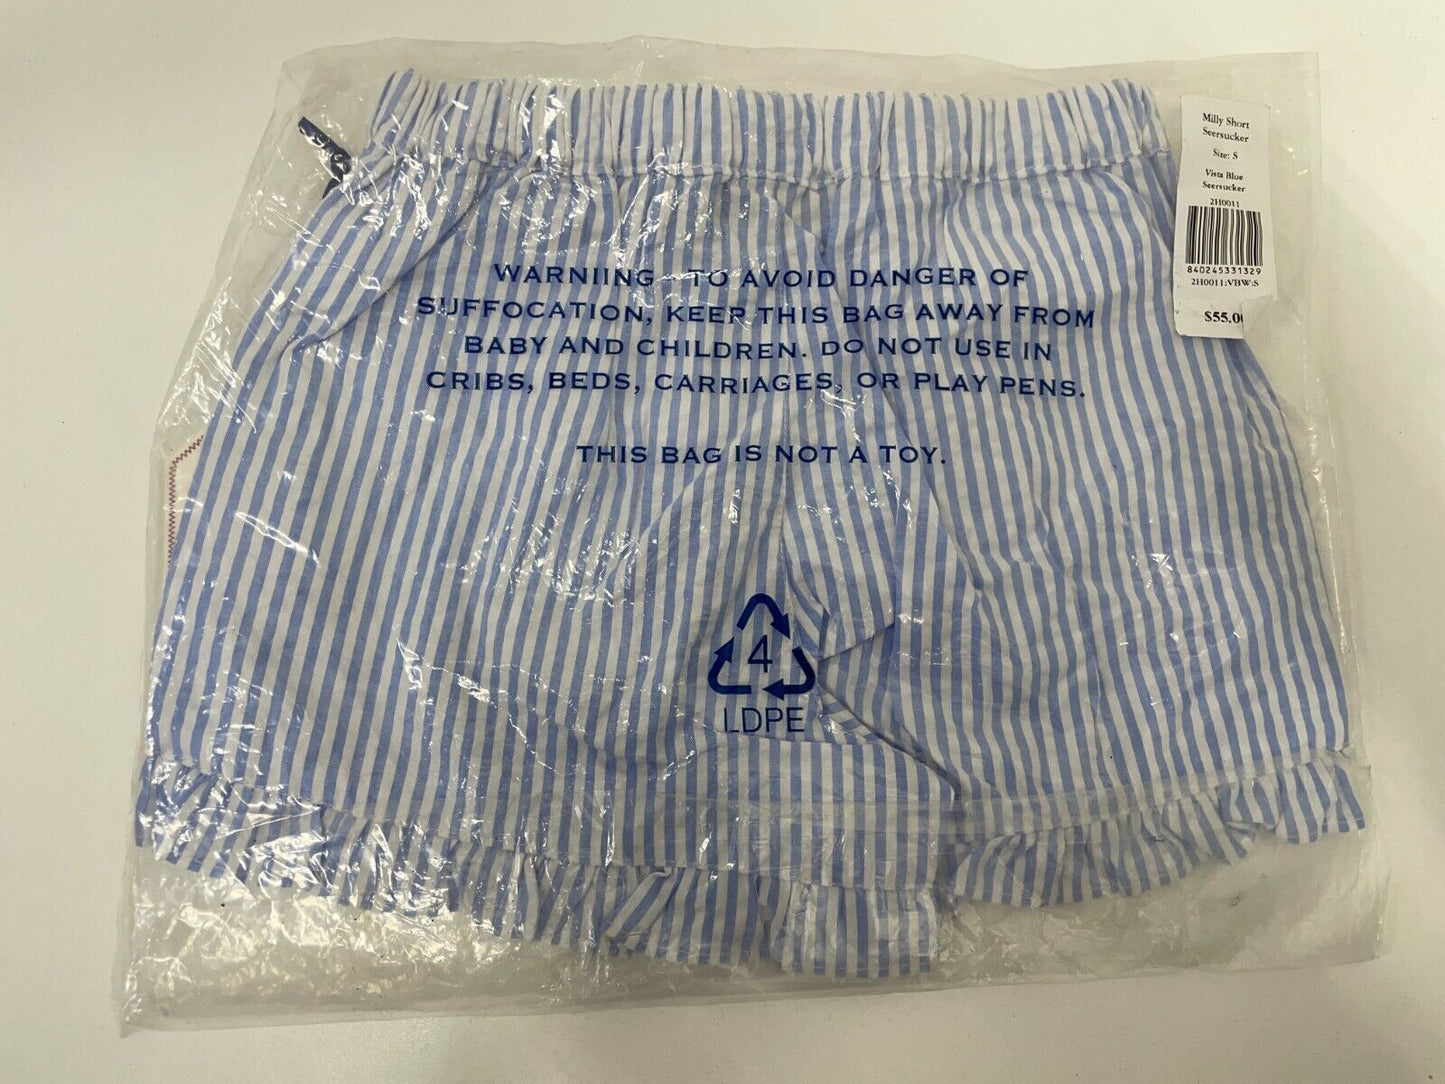 Milly Short
Seersucker
Size: S
Vista Blue
Seersucker
2H0011
840245331329
2H0011:VBW:S
$55.00
WARNIING - TO AVOID DANGER OF
SUFFOCATION, KEEP THIS BAG AWAY FROM
BABY AND CHILDREN. DO NOT USE IN
CRIBS, BEDS, CARRIAGES, OR PLAY PENS.
THIS BAG IS NOT A TOY.
4
LDPE